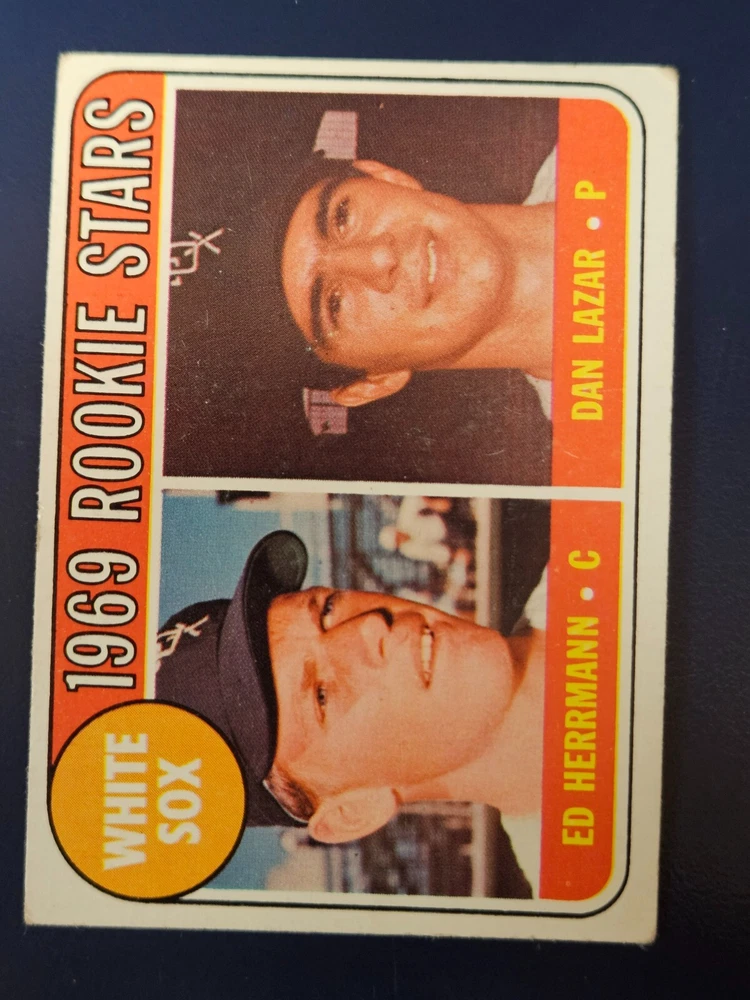 1969 ROOKIE STARS
WHITE
SOX
ED HERRMANN • C
DAN LAZAR • P